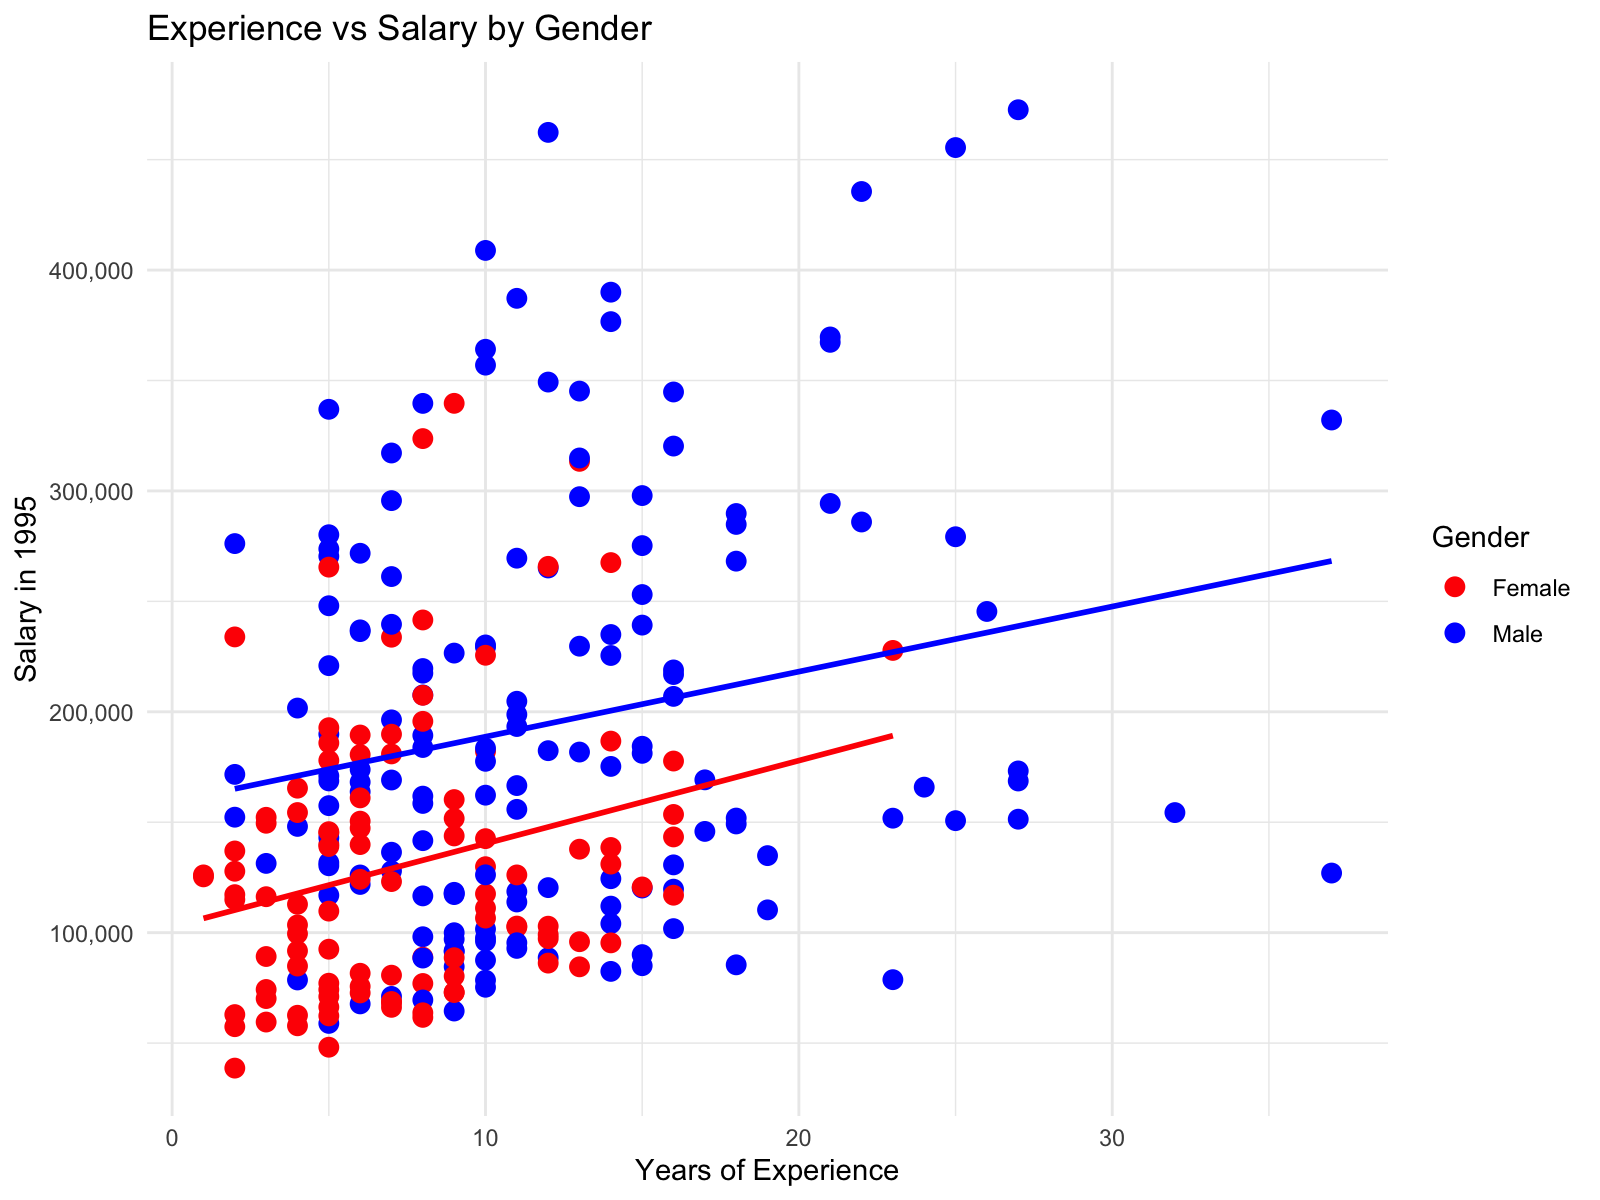 Experience vs Salary by Gender
Salary in 1995
400,000
300,000
200,000
100,000
0
10
20
30
Years of Experience
Gender
Female
Male